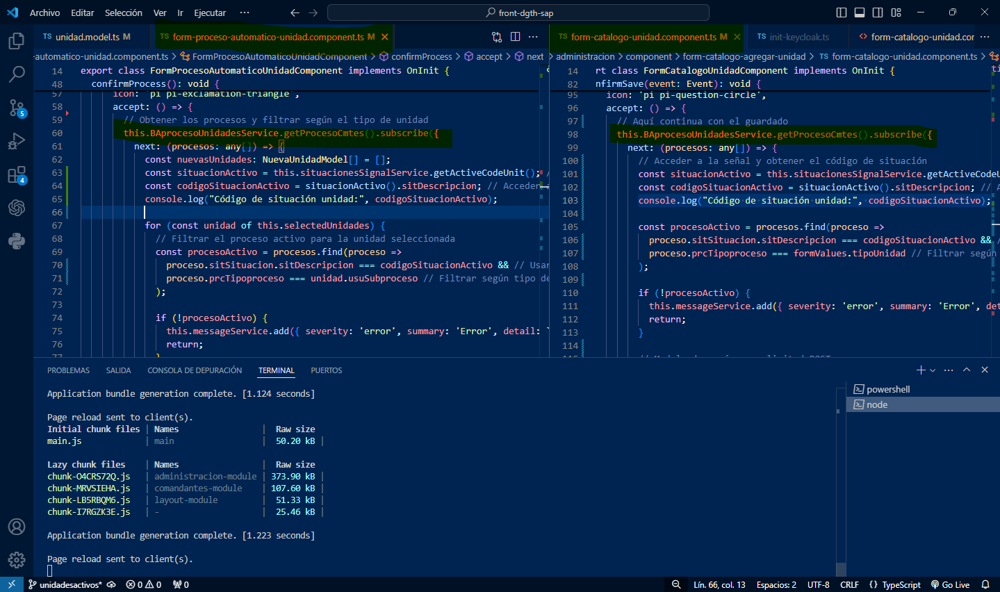 Archivo Editar Selección Ver Ir Ejecutar ··· front-dgth-sap
TS unidad.model.ts M
TS form-proceso-automatico-unidad.component.ts M
-automatico-unidad.component.ts > FormProcesoAutomaticoUnidadComponent > confirmProcess > accept > next
14 export class FormProcesoAutomaticoUnidadComponent implements OnInit {
48 confirmProcess(): void {
57 icon: 'pi pi-exclamation-triangle',
58 accept: () => {
59 // Obtener los procesos y filtrar según el tipo de unidad
60 this.BAprocesoUnidadesService.getProcesoCmtes().subscribe({
61 next: (procesos: any[]) => {
62 const nuevasUnidades: NuevaUnidadModel[] = [];
63 const situacionActivo = this.situacionesSignalService.getActiveCodeUnit(); /
64 const codigoSituacionActivo = situacionActivo().sitDescripcion; // Acceder
65 console.log("Código de situación unidad:", codigoSituacionActivo);
66
67 for (const unidad of this.selectedUnidades) {
68 // Filtrar el proceso activo para la unidad seleccionada
69 const procesoActivo = procesos.find(proceso =>
70 proceso.sitSituacion.sitDescripcion === codigoSituacionActivo && // Usar
71 proceso.prcTipoproceso === unidad.usuSubproceso // Filtrar según tipo de
72 );
73
74 if (!procesoActivo) {
75 this.messageService.add({ severity: 'error', summary: 'Error', detail: `
76 return;
77 }
TS form-catalogo-unidad.component.ts M
TS init-keycloak.ts
<> form-catalogo-unidad.cor ···
administracion > component > form-catalogo-agregar-unidad > TS form-catalogo-unidad.component.ts >
14 rt class FormCatalogoUnidadComponent implements OnInit {
82 nfirmSave(event: Event): void {
95 icon: 'pi pi-question-circle',
96 accept: () => {
97 // Aquí continua con el guardado
98 this.BAprocesoUnidadesService.getProcesoCmtes().subscribe({
99 next: (procesos: any[]) => {
100 // Acceder a la señal y obtener el código de situación
101 const situacionActivo = this.situacionesSignalService.getActiveCodeU
102 const codigoSituacionActivo = situacionActivo().sitDescripcion; // A
103 console.log("Código de situación unidad:", codigoSituacionActivo);
104
105 const procesoActivo = procesos.find(proceso =>
106 proceso.sitSituacion.sitDescripcion === codigoSituacionActivo && /
107 proceso.prcTipoproceso === formValues.tipoUnidad // Filtrar según
108 );
109
110 if (!procesoActivo) {
111 this.messageService.add({ severity: 'error', summary: 'Error', det
112 return;
113 }
114
PROBLEMAS SALIDA CONSOLA DE DEPURACIÓN TERMINAL PUERTOS
Application bundle generation complete. [1.124 seconds]
Page reload sent to client(s).
Initial chunk files | Names | Raw size
main.js | main | 50.20 kB |
Lazy chunk files | Names | Raw size
chunk-O4CRS72Q.js | administracion-module | 373.90 kB |
chunk-MRVSIEHA.js | comandantes-module | 107.60 kB |
chunk-LB5RBQM6.js | layout-module | 51.33 kB |
chunk-I7RGZK3E.js | - | 25.46 kB |
Application bundle generation complete. [1.223 seconds]
Page reload sent to client(s).
powershell
node
5
4
unidadesactivos* 0 0 0 Lín. 66, col. 13 Espacios: 2 UTF-8 CRLF {} TypeScript Go Live